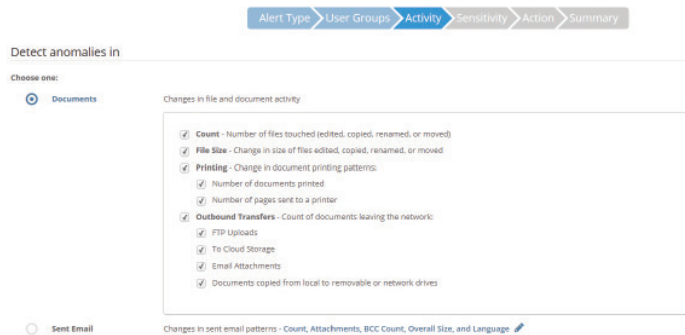 Alert Type User Groups Activity Sensitivity Action Summary
Detect anomalies in
Choose one:
Documents Changes in file and document activity
Count - Number of files touched (edited, copied, renamed, or moved)
File Size - Change in size of files edited, copied, renamed, or moved
Printing - Change in document printing patterns:
Number of documents printed
Number of pages sent to a printer
Outbound Transfers - Count of documents leaving the network:
FTP Uploads
To Cloud Storage
Email Attachments
Documents copied from local to removable or network drives
Sent Email Changes in sent email patterns - Count, Attachments, BCC Count, Overall Size, and Language